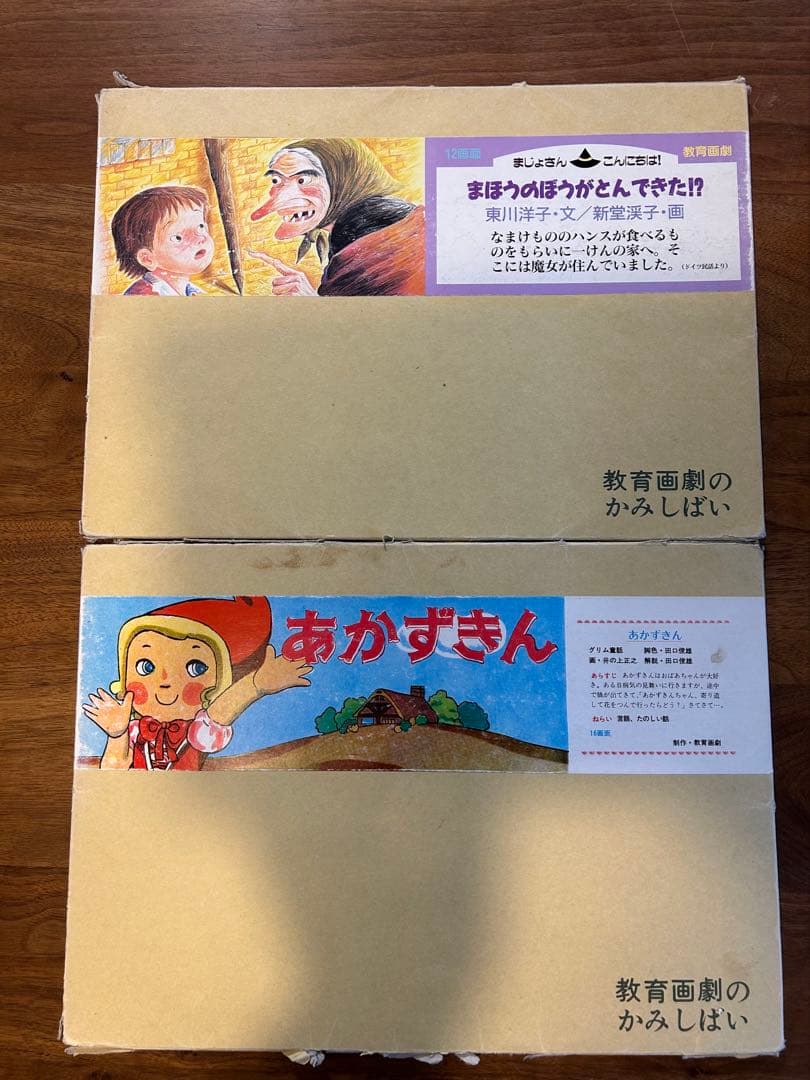 12画面
まじょさん こんにちは!
教育画劇
まほうのぼうがとんできた!?
東川洋子・文/新堂渓子・画
なまけもののハンスが食べるも
のをもらいに一けんの家へ。そ
こには魔女が住んでいました。(ドイツ民話より)
教育画劇の
かみしばい
あかずきん
あかずきん
グリム童話 脚色・田口俊雄
画・井の上正之 解説・田口俊雄
あらすじ あかずきんはおばあちゃんが大好
き。ある日病気の見舞いに行きますが、途中
で狼が出てきて、「あかずきんちゃん、寄り道
して花をつんで行ったらどう!」さてさて…。
ねらい 言語、たのしい話
16画面
制作・教育画劇
教育画劇の
かみしばい